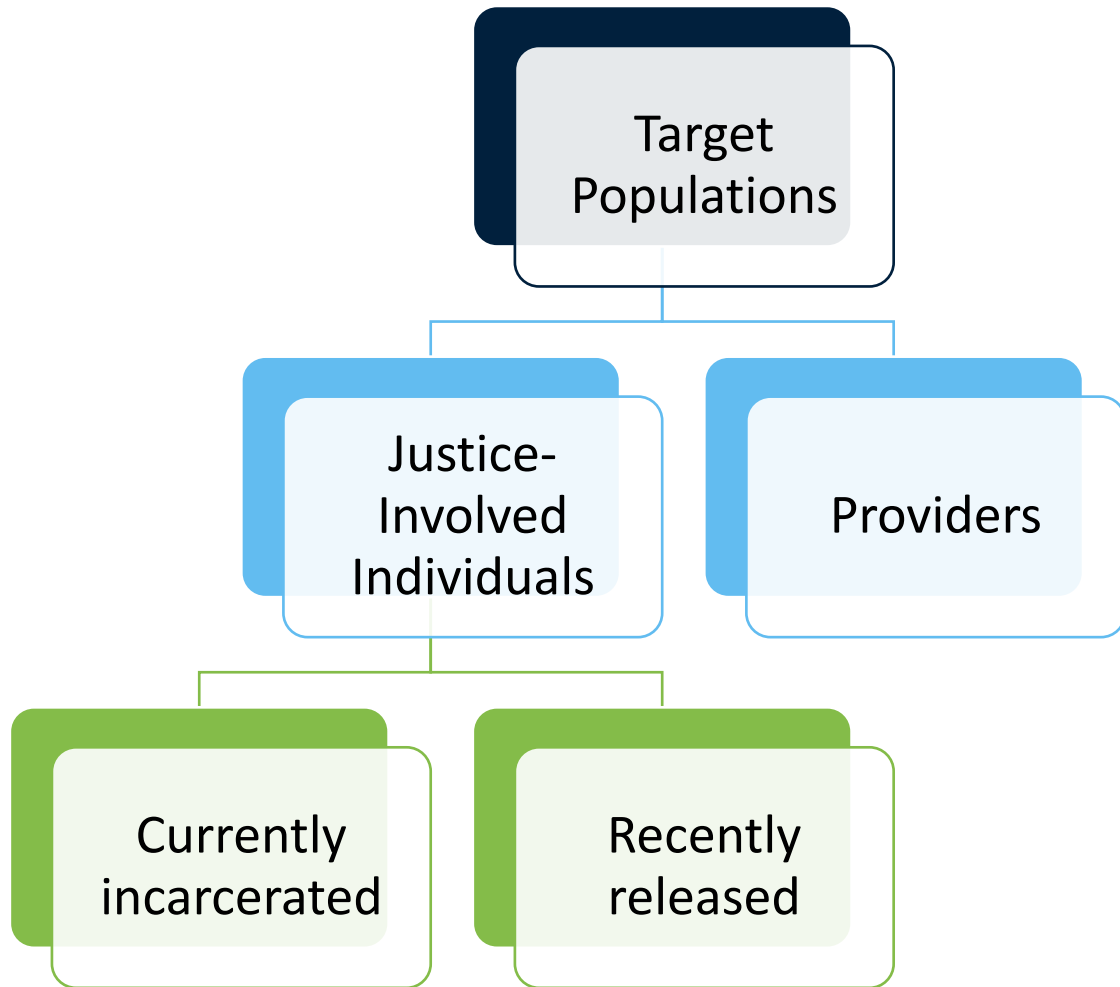 Target
Populations
Justice-
Involved
Individuals
Providers
Currently
incarcerated
Recently
released